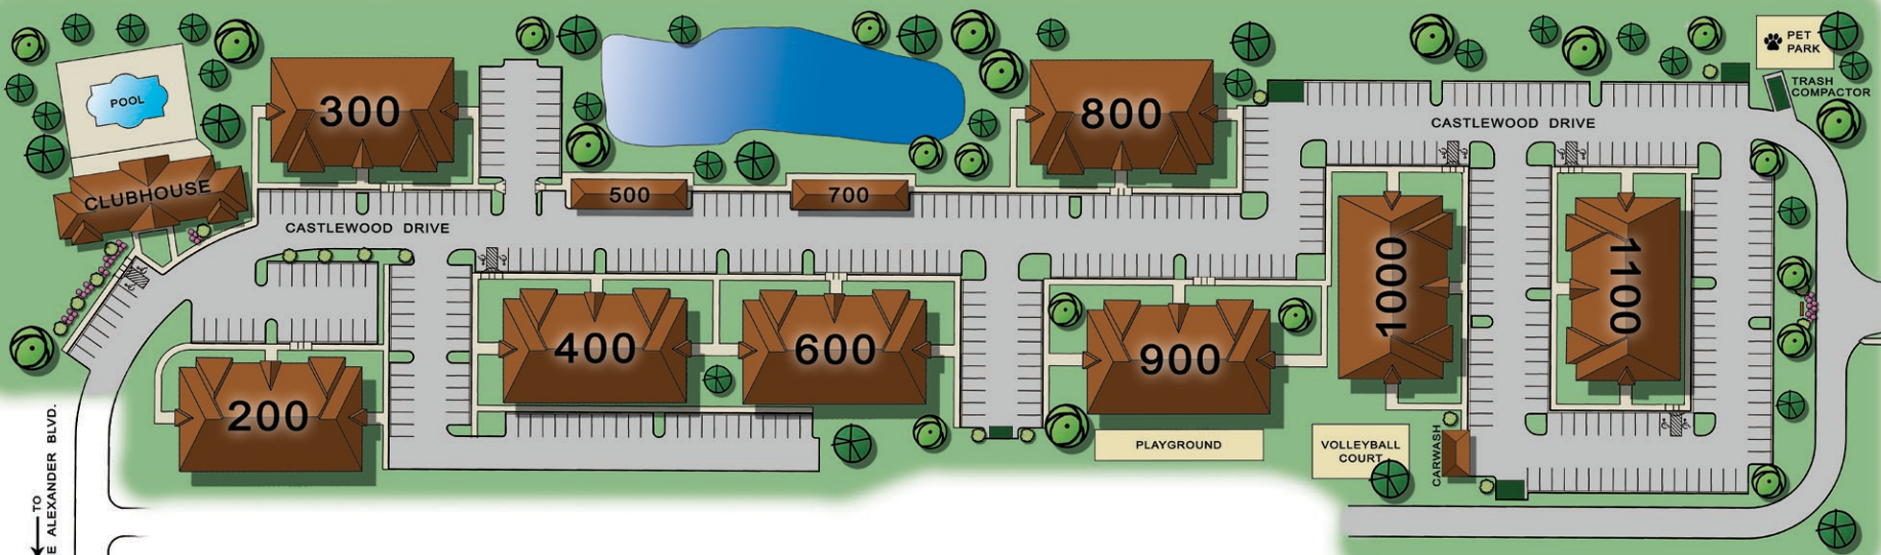 PET
PARK
TRASH
COMPACTOR
POOL
300
800
CASTLEWOOD DRIVE
CLUBHOUSE
500
700
CASTLEWOOD DRIVE
1000
1100
400
600
900
200
PLAYGROUND
VOLLEYBALL
COURT
CARWASH
TO
E ALEXANDER BLVD.